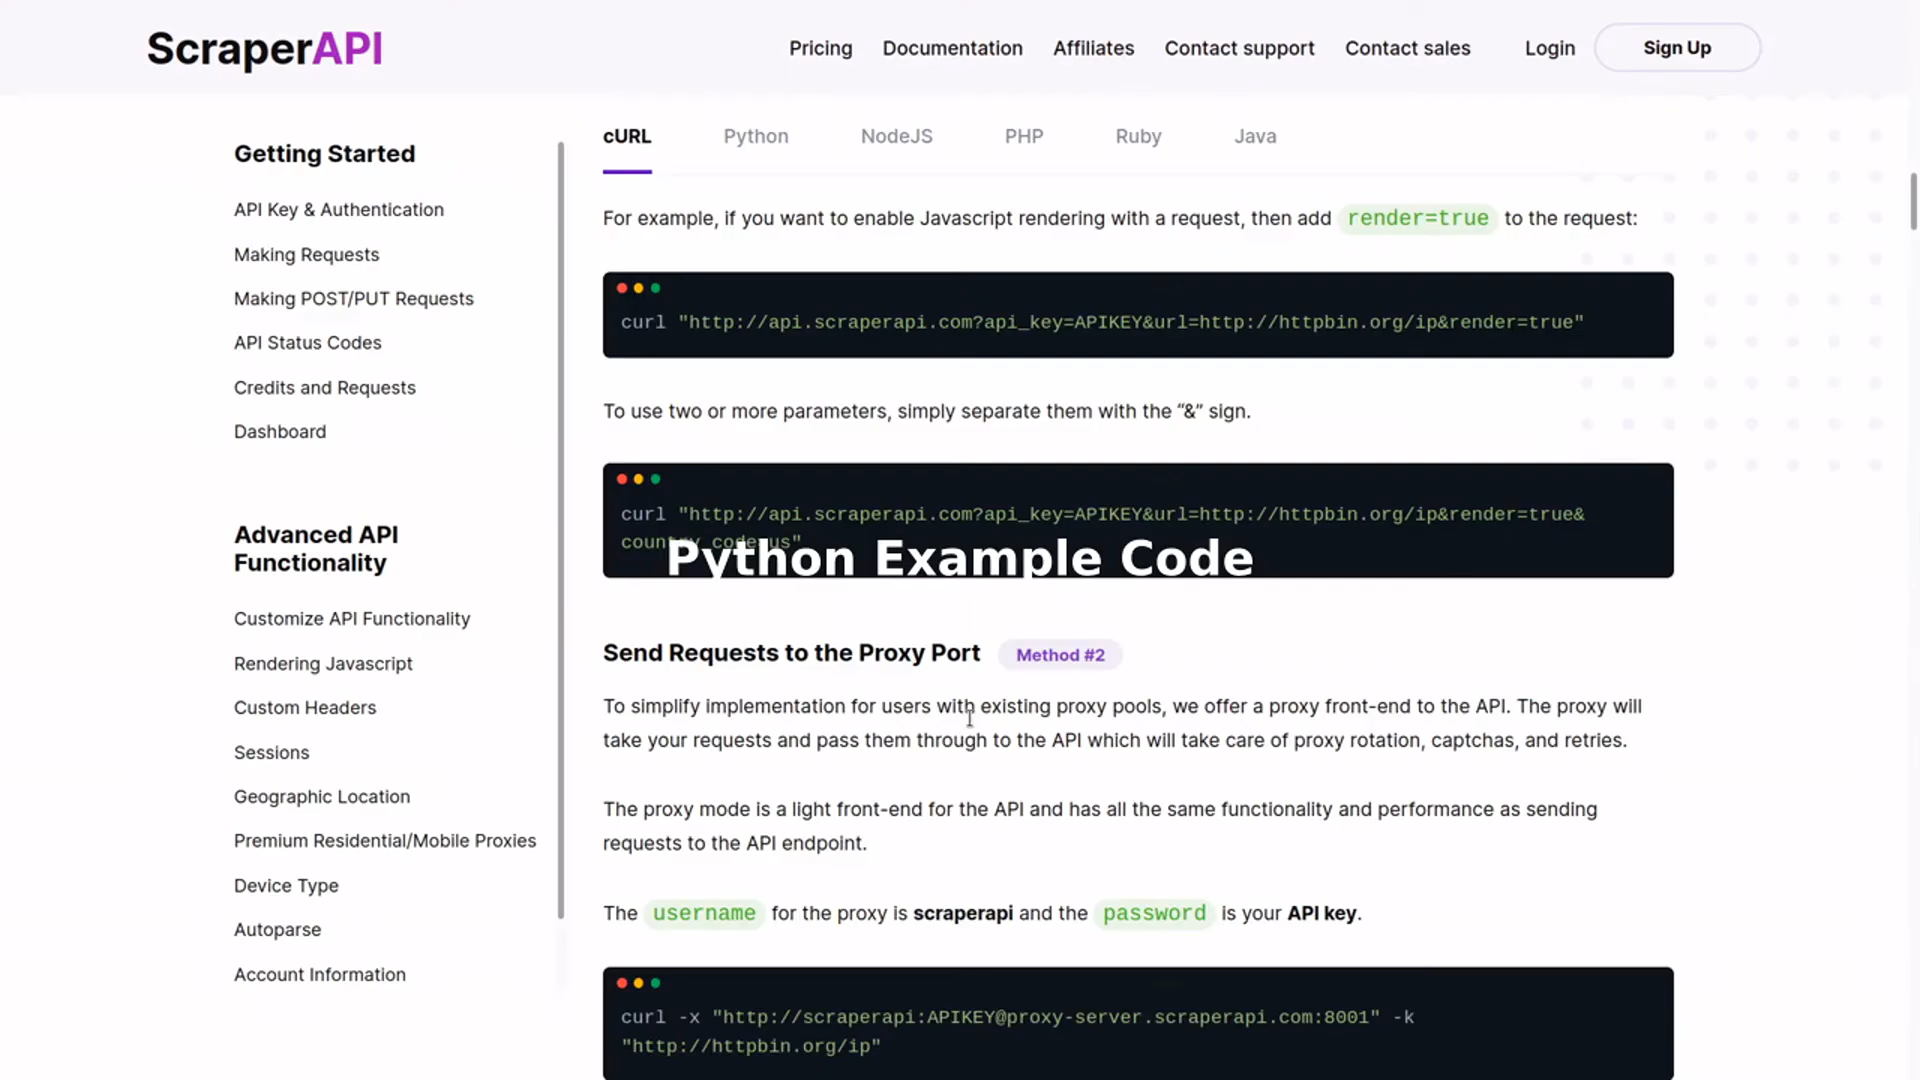 ScraperAPI
Pricing Documentation Affiliates Contact support Contact sales Login Sign Up
Getting Started
API Key & Authentication
Making Requests
Making POST/PUT Requests
API Status Codes
Credits and Requests
Dashboard
Advanced API
Functionality
Customize API Functionality
Rendering Javascript
Custom Headers
Sessions
Geographic Location
Premium Residential/Mobile Proxies
Device Type
Autoparse
Account Information
cURL Python NodeJS PHP Ruby Java
For example, if you want to enable Javascript rendering with a request, then add render=true to the request:
curl "http://api.scraperapi.com?api_key=APIKEY&url=http://httpbin.org/ip&render=true"
To use two or more parameters, simply separate them with the “&” sign.
curl "http://api.scraperapi.com?api_key=APIKEY&url=http://httpbin.org/ip&render=true&
country_code=us"
Python Example Code
Send Requests to the Proxy Port Method #2
To simplify implementation for users with existing proxy pools, we offer a proxy front-end to the API. The proxy will
take your requests and pass them through to the API which will take care of proxy rotation, captchas, and retries.
The proxy mode is a light front-end for the API and has all the same functionality and performance as sending
requests to the API endpoint.
The username for the proxy is scraperapi and the password is your API key.
curl -x "http://scraperapi:APIKEY@proxy-server.scraperapi.com:8001" -k
"http://httpbin.org/ip"